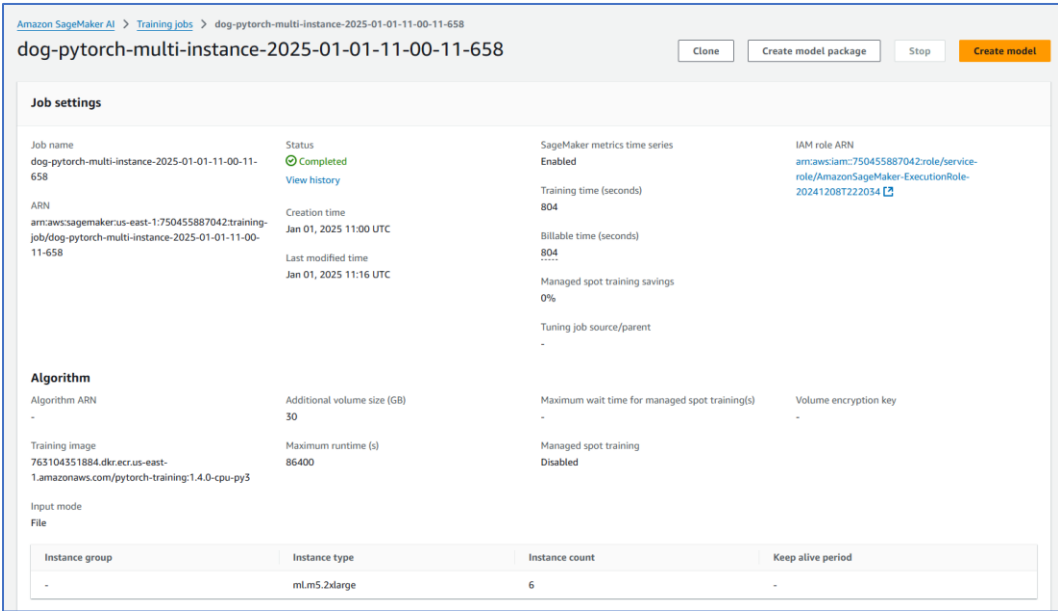 Amazon SageMaker AI > Training jobs > dog-pytorch-multi-instance-2025-01-01-11-00-11-658
dog-pytorch-multi-instance-2025-01-01-11-00-11-658
Clone
Create model package
Stop
Create model
Job settings
Job name
dog-pytorch-multi-instance-2025-01-01-11-00-11-
658
ARN
arn:aws:sagemaker:us-east-1:750455887042:training-
job/dog-pytorch-multi-instance-2025-01-01-11-00-
11-658
Status
Completed
View history
Creation time
Jan 01, 2025 11:00 UTC
Last modified time
Jan 01, 2025 11:16 UTC
SageMaker metrics time series
Enabled
Training time (seconds)
804
Billable time (seconds)
804
Managed spot training savings
0%
Tuning job source/parent
-
IAM role ARN
arn:aws:iam::750455887042:role/service-
role/AmazonSageMaker-ExecutionRole-
20241208T222034
Algorithm
Algorithm ARN
-
Training image
763104351884.dkr.ecr.us-east-
1.amazonaws.com/pytorch-training:1.4.0-cpu-py3
Input mode
File
Additional volume size (GB)
30
Maximum runtime (s)
86400
Maximum wait time for managed spot training(s)
-
Managed spot training
Disabled
Volume encryption key
-
Instance group Instance type Instance count Keep alive period
- ml.m5.2xlarge 6 -